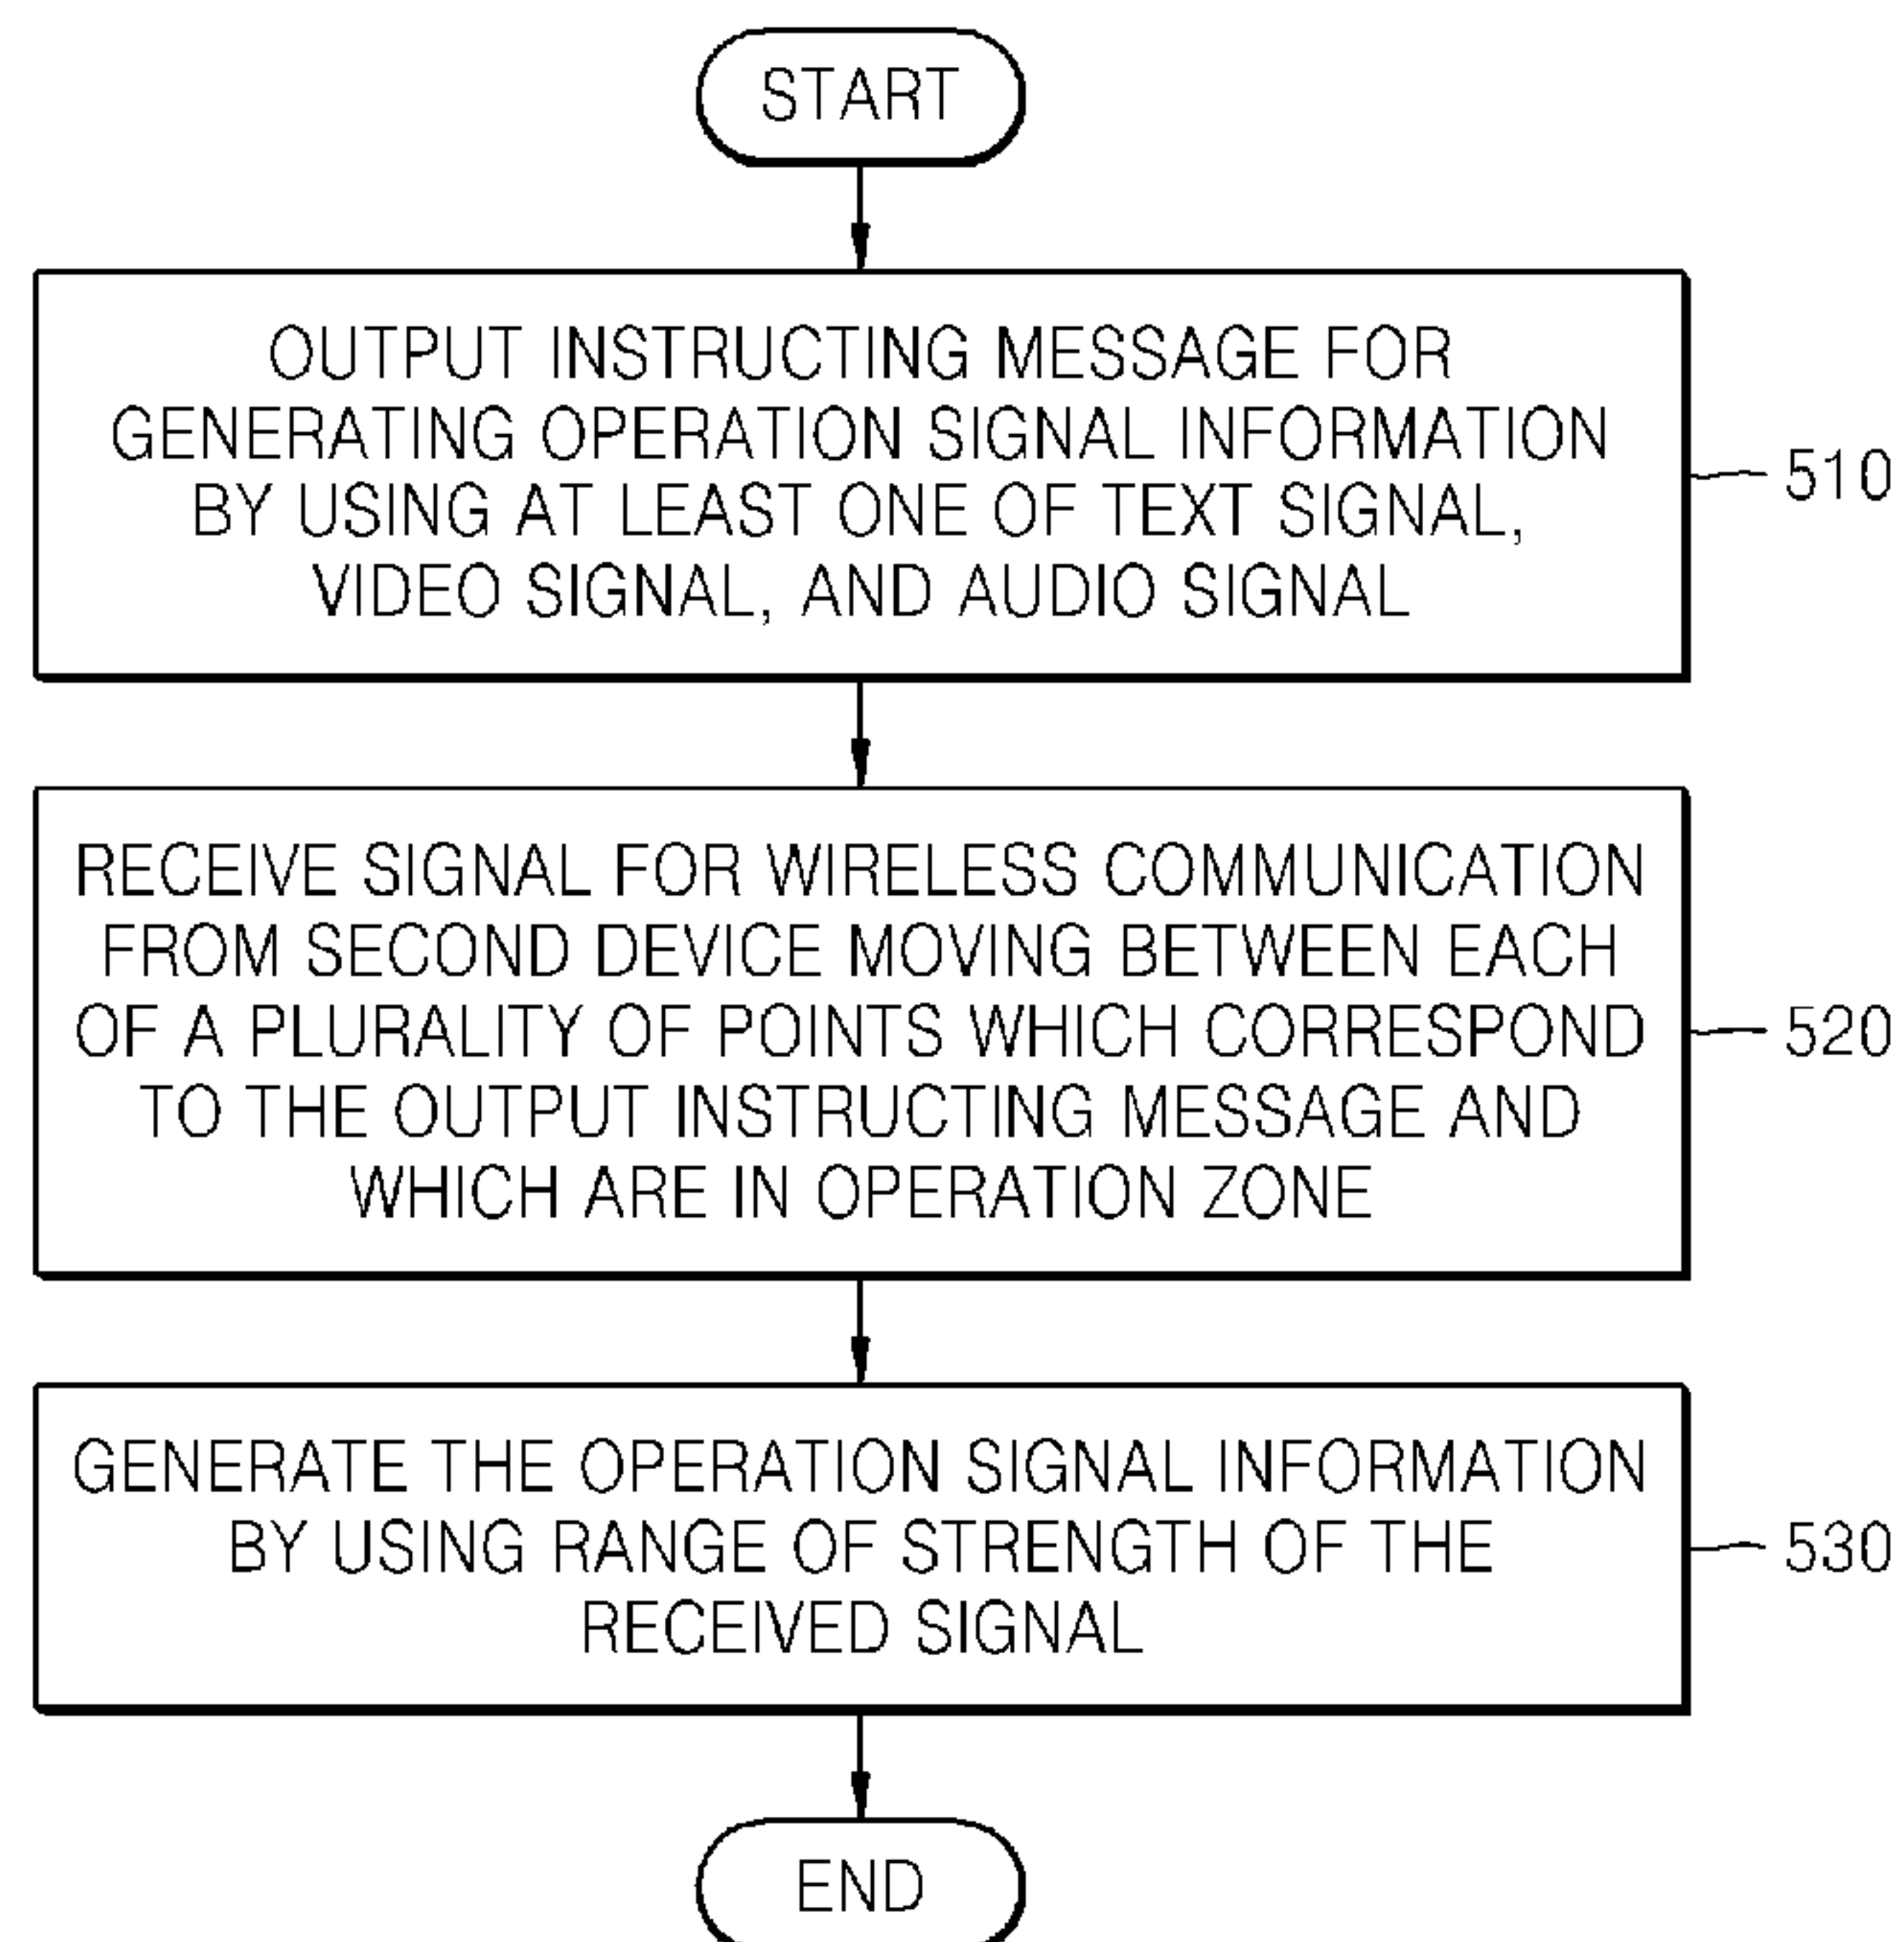 START
OUTPUT INSTRUCTING MESSAGE FOR
GENERATING OPERATION SIGNAL INFORMATION
BY USING AT LEAST ONE OF TEXT SIGNAL,
VIDEO SIGNAL, AND AUDIO SIGNAL
510
RECEIVE SIGNAL FOR WIRELESS COMMUNICATION
FROM SECOND DEVICE MOVING BETWEEN EACH
OF A PLURALITY OF POINTS WHICH CORRESPOND
TO THE OUTPUT INSTRUCTING MESSAGE AND
WHICH ARE IN OPERATION ZONE
520
GENERATE THE OPERATION SIGNAL INFORMATION
BY USING RANGE OF STRENGTH OF THE
RECEIVED SIGNAL
530
END